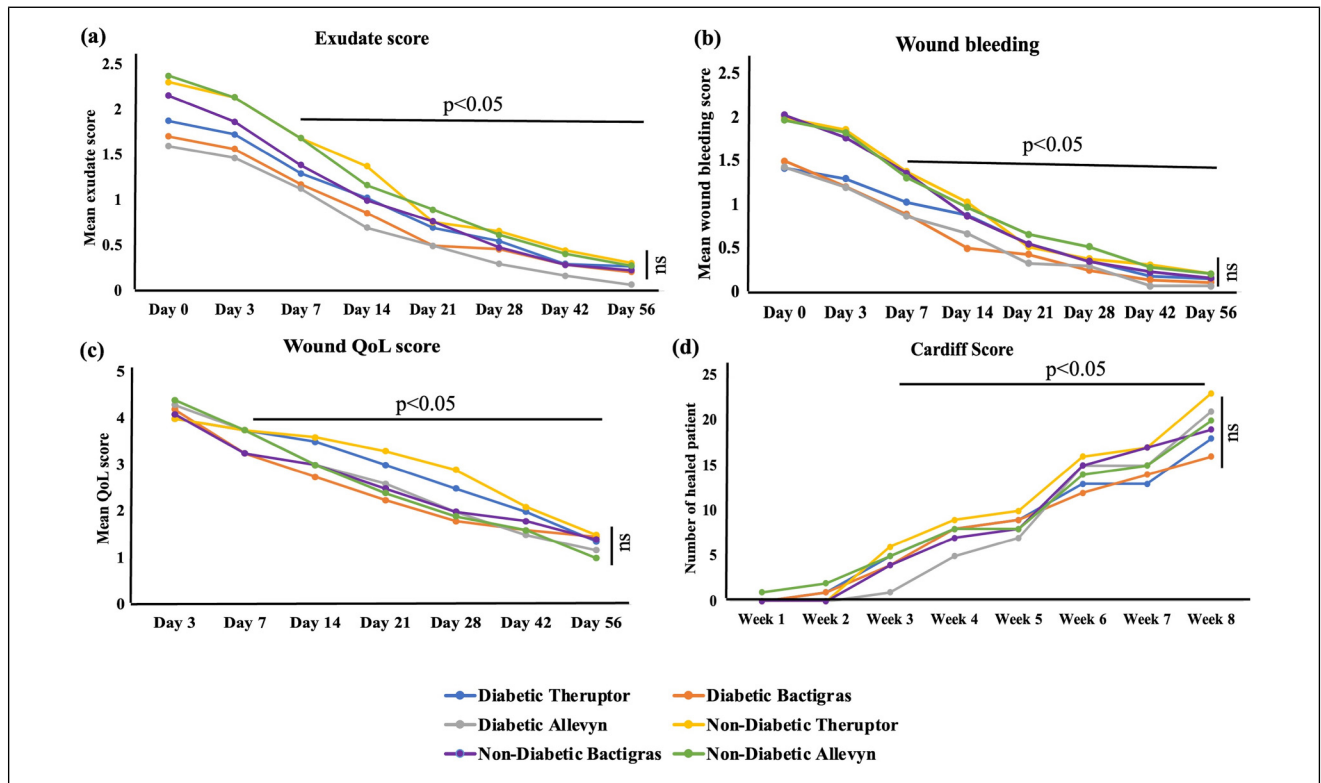 (a)
Exudate score
Mean exudate score
2.5
2
1.5
1
0.5
0
p<0.05
ns
Day 0 Day 3 Day 7 Day 14 Day 21 Day 28 Day 42 Day 56
(b)
Wound bleeding
Mean wound bleeding score
2.5
2
1.5
1
0.5
0
p<0.05
ns
Day 0 Day 3 Day 7 Day 14 Day 21 Day 28 Day 42 Day 56
(c)
Wound QoL score
Mean QoL score
5
4
3
2
1
0
p<0.05
ns
Day 3 Day 7 Day 14 Day 21 Day 28 Day 42 Day 56
(d)
Cardiff Score
Number of healed patient
25
20
15
10
5
0
p<0.05
ns
Week 1 Week 2 Week 3 Week 4 Week 5 Week 6 Week 7 Week 8
Diabetic Theruptor Diabetic Bactigras
Diabetic Allevyn Non-Diabetic Theruptor
Non-Diabetic Bactigras Non-Diabetic Allevyn